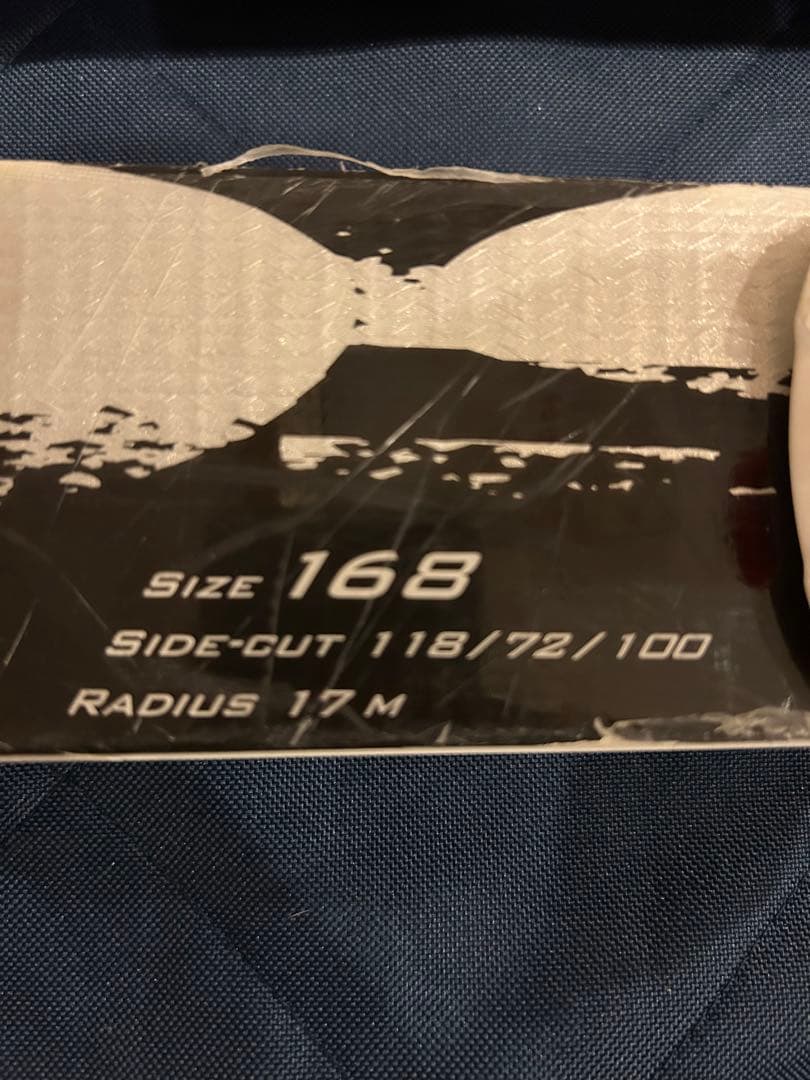 Size 168
Side-cut 118/72/100
Radius 17 m